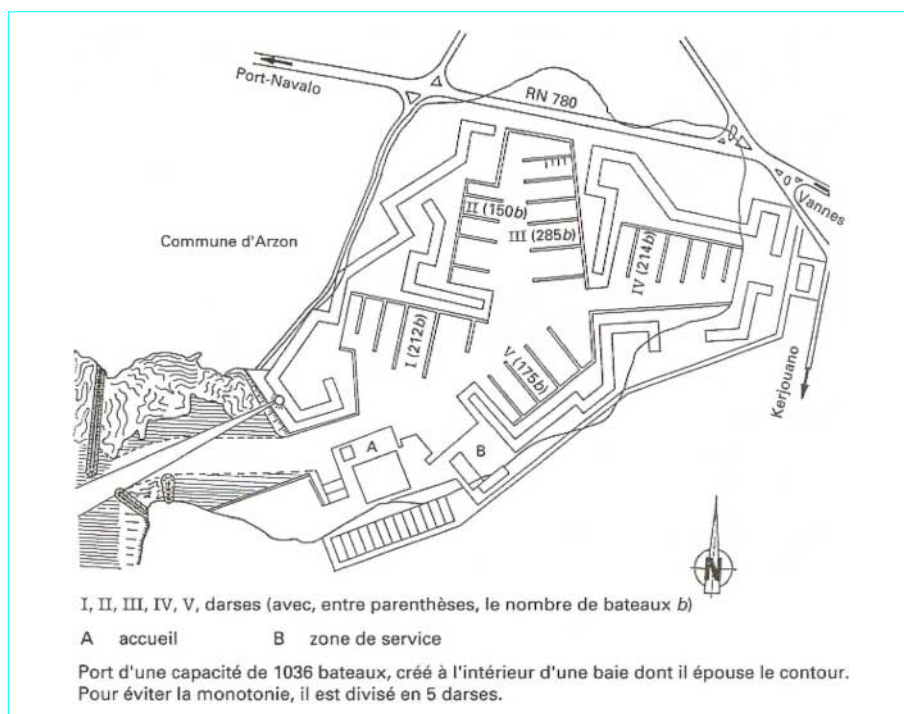 Port-Navalo
RN 780
Vannes
Commune d'Arzon
II (150b)
III (285b)
IV (214b)
I (212b)
V (175b)
Kerjouano
A
B
N
I, II, III, IV, V, darses (avec, entre parenthèses, le nombre de bateaux b)
A accueil B zone de service
Port d'une capacité de 1036 bateaux, créé à l'intérieur d'une baie dont il épouse le contour.
Pour éviter la monotonie, il est divisé en 5 darses.